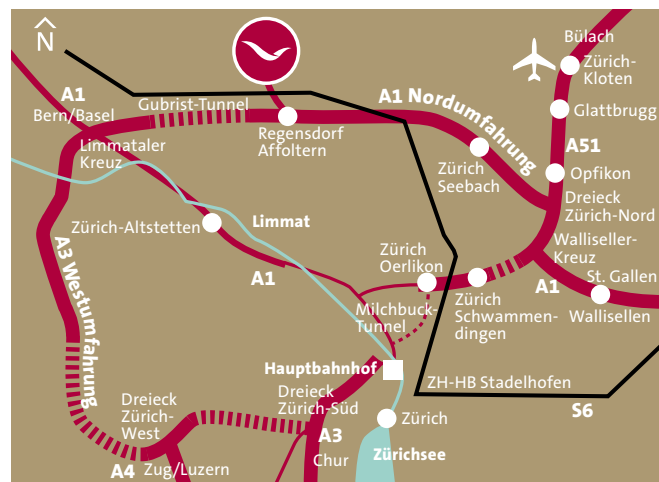 N
Bülach
Zürich-
Kloten
Glattbrugg
A51
Opfikon
Dreieck
Zürich-Nord
A1
Bern/Basel
Gubrist-Tunnel
Limmataler
Kreuz
Regensdorf
Affoltern
A1 Nordumfahrung
Zürich
Seebach
Zürich-Altstetten
Limmat
A1
Zürich
Oerlikon
Walliseller-
Kreuz
St. Gallen
A1
Wallisellen
Milchbuck-
Tunnel
Zürich
Schwammen-
dingen
A3 Westumfahrung
Hauptbahnhof
Dreieck
Zürich-Süd
ZH-HB Stadelhofen
S6
Dreieck
Zürich-
West
A3
Chur
Zürich
Zürichsee
A4
Zug/Luzern